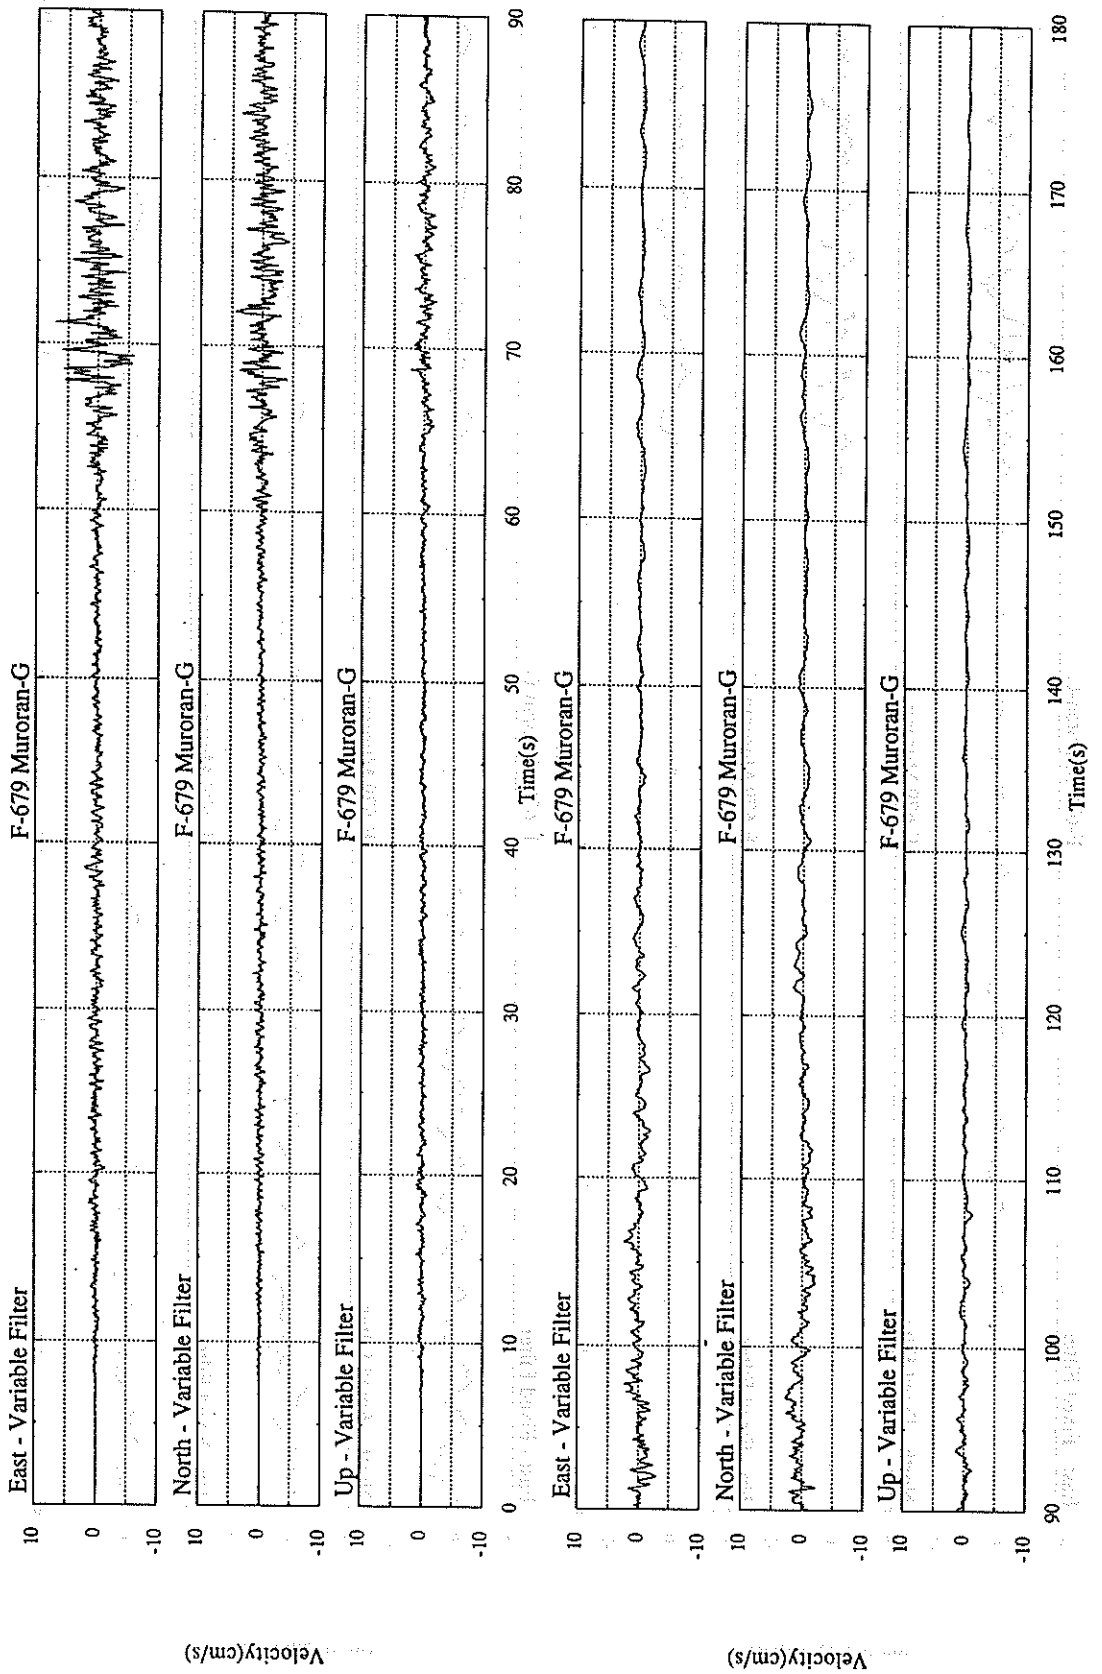 East - Variable Filter F-679 Muroran-G
10
0
-10
North - Variable Filter F-679 Muroran-G
10
0
-10
Up - Variable Filter F-679 Muroran-G
10
0
-10
0 10 20 30 40 50 60 70 80 90
Time(s)
Velocity(cm/s)
East - Variable Filter F-679 Muroran-G
10
0
-10
North - Variable Filter F-679 Muroran-G
10
0
-10
Up - Variable Filter F-679 Muroran-G
10
0
-10
90 100 110 120 130 140 150 160 170 180
Time(s)
Velocity(cm/s)